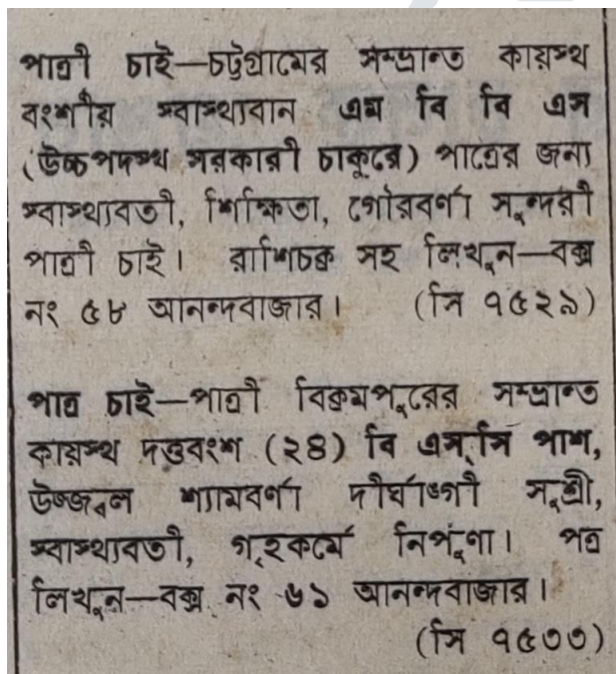 পাত্রী চাই—চট্টগ্রামের সম্ভ্রান্ত কায়স্থ
বংশীয় স্বাস্থ্যবান এম বি বি এস
(উচ্চপদস্থ সরকারী চাকুরে) পাত্রের জন্য
স্বাস্থ্যবতী, শিক্ষিতা, গৌরবর্ণা সুন্দরী
পাত্রী চাই। রাশিচক্র সহ লিখুন—বক্স
নং ৫৮ আনন্দবাজার। (সি ৭৫২৯)
পাত্র চাই—পাত্রী বিক্রমপুরের সম্ভ্রান্ত
কায়স্থ দত্তবংশ (২৪) বি এস্‌সি পাশ,
উজ্জ্বল শ্যামবর্ণা দীর্ঘাঙ্গী সুশ্রী,
স্বাস্থ্যবতী, গৃহকর্মে নিপুণা। পত্র
লিখুন—বক্স নং ৬১ আনন্দবাজার।
(সি ৭৫৩৩)